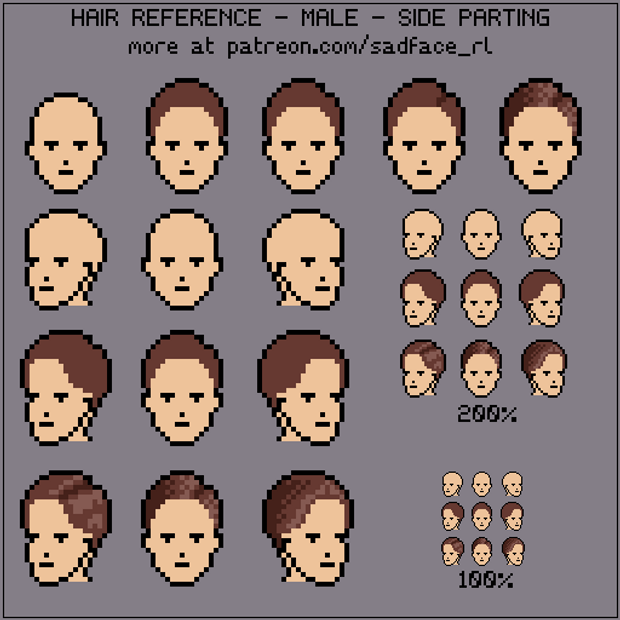 HAIR REFERENCE - MALE - SIDE PARTING
more at patreon.com/sadface_rl
200%
100%